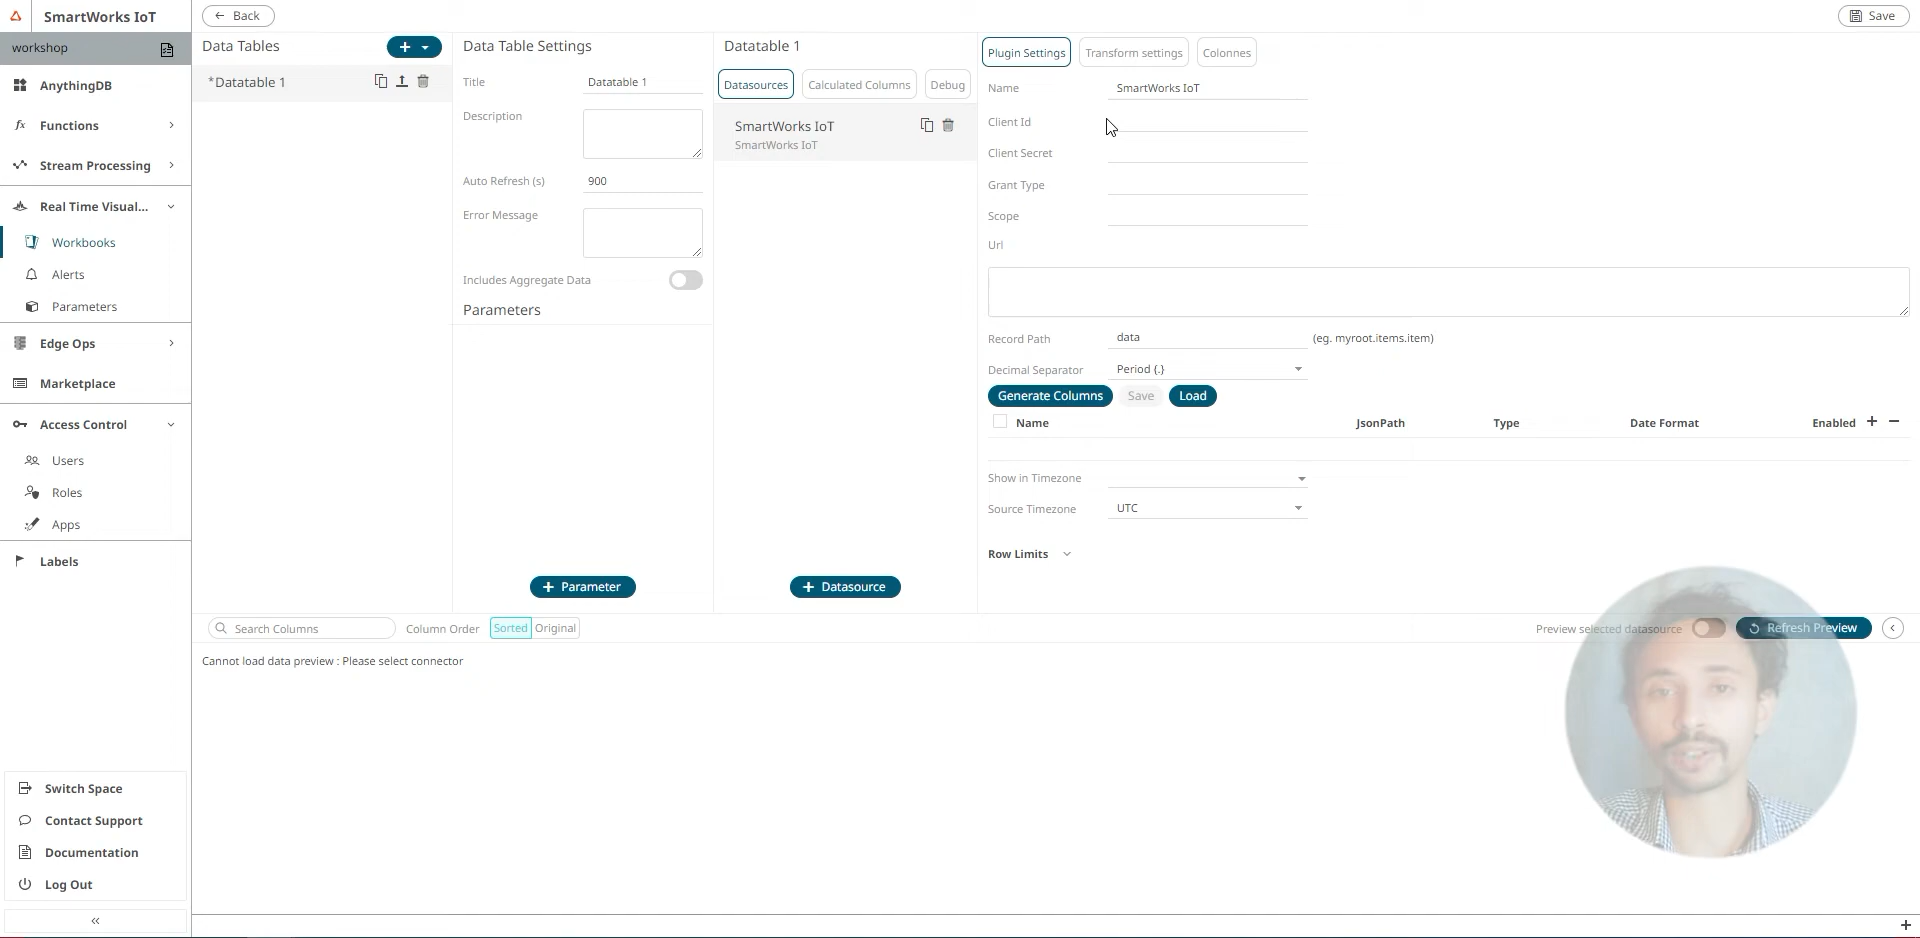 SmartWorks IoT
workshop
AnythingDB
Functions
Stream Processing
Real Time Visual...
Workbooks
Alerts
Parameters
Edge Ops
Marketplace
Access Control
Users
Roles
Apps
Labels
Switch Space
Contact Support
Documentation
Log Out
Back
Save
Data Tables
*Datatable 1
Data Table Settings
Title
Datatable 1
Description
Auto Refresh (s)
900
Error Message
Includes Aggregate Data
Parameters
Parameter
Datatable 1
Datasources
Calculated Columns
Debug
SmartWorks IoT
SmartWorks IoT
Datasource
Plugin Settings
Transform settings
Colonnes
Name
SmartWorks IoT
Client Id
Client Secret
Grant Type
Scope
Url
Record Path
data
(eg. myroot.items.item)
Decimal Separator
Period (.)
Generate Columns
Save
Load
Name
JsonPath
Type
Date Format
Enabled
Show in Timezone
Source Timezone
UTC
Row Limits
Search Columns
Column Order
Sorted
Original
Preview selected datasource
Refresh Preview
Cannot load data preview : Please select connector